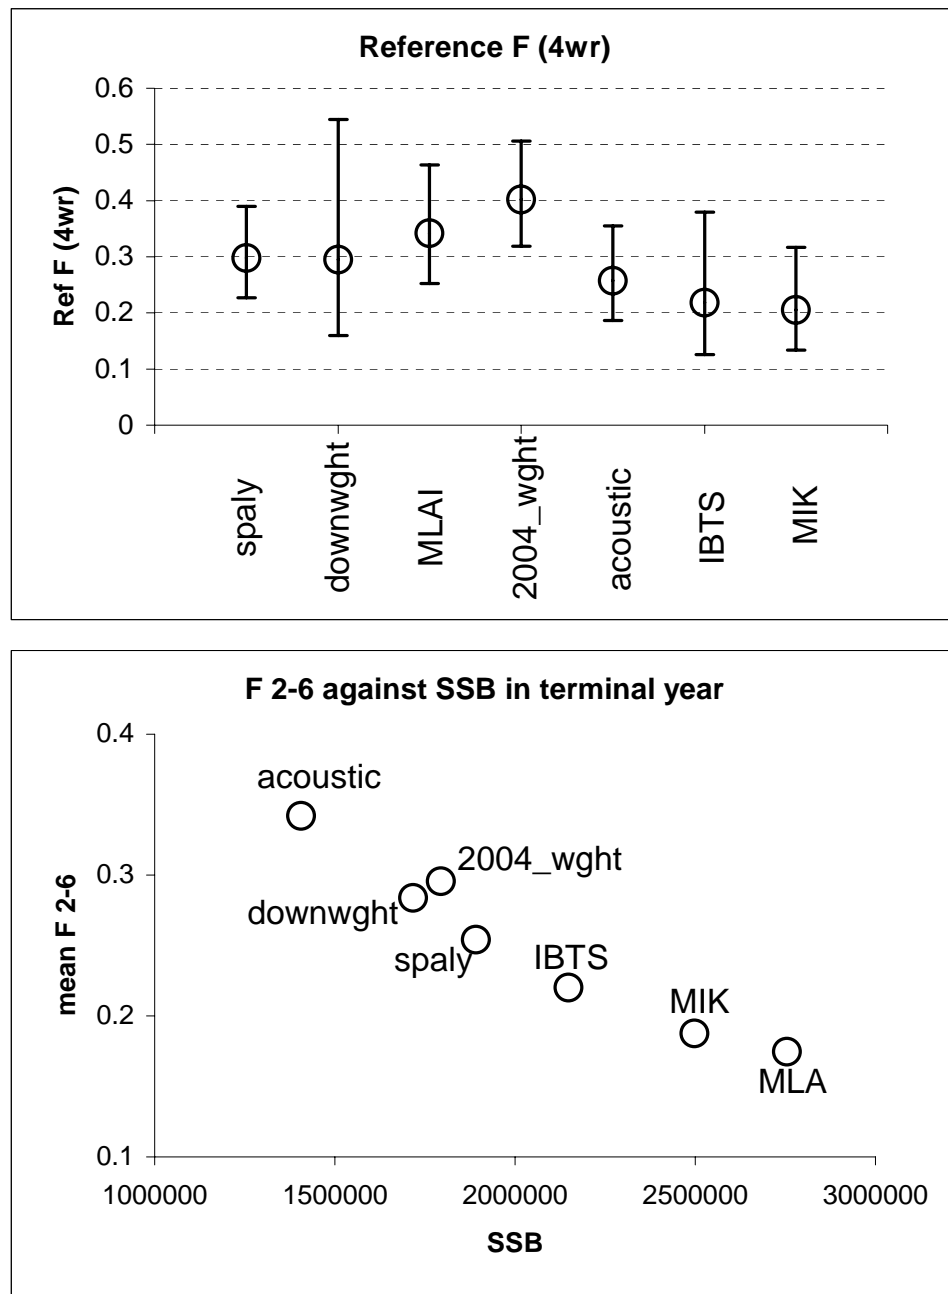 Reference F (4wr)
Ref F (4wr)
0.6
0.5
0.4
0.3
0.2
0.1
0
spaly
downwght
MLAI
2004_wght
acoustic
IBTS
MIK
F 2-6 against SSB in terminal year
mean F 2-6
0.4
0.3
0.2
0.1
acoustic
2004_wght
downwght
spaly
IBTS
MIK
MLA
1000000 1500000 2000000 2500000 3000000
SSB